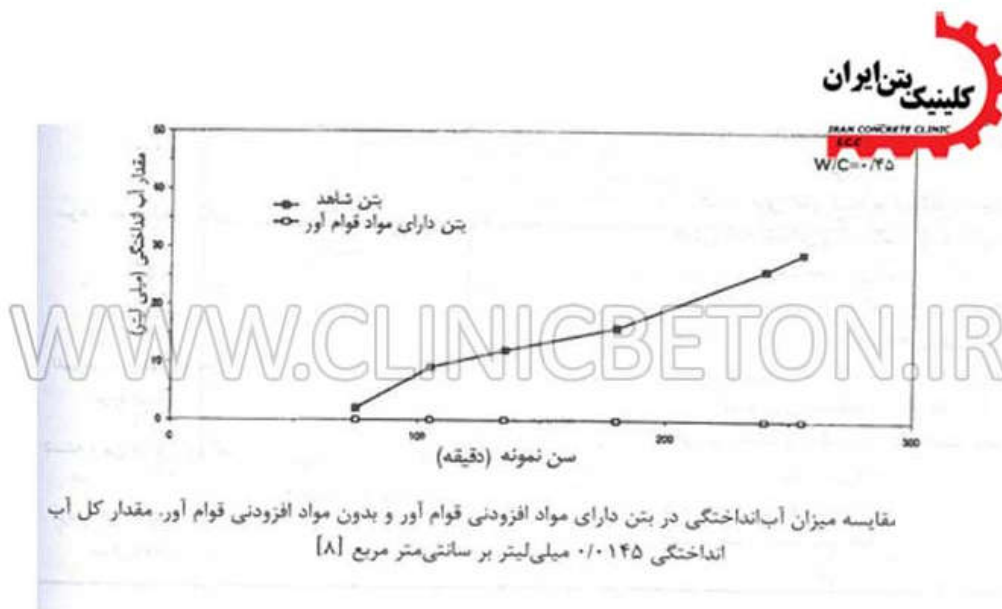 کلینیک بتن ایران
IRAN CONCRETE CLINIC
I.C.C
W/C=۰/۴۵
بتن شاهد
بتن دارای مواد قوام آور
مقدار آب انداختگی (میلی لیتر)
50
40
30
20
10
0
0 100 200 300
سن نمونه (دقیقه)
WWW.CLINICBETON.IR
مقایسه میزان آب‌انداختگی در بتن دارای مواد افزودنی قوام آور و بدون مواد افزودنی قوام آور. مقدار کل آب
انداختگی ۰/۰۱۴۵ میلی‌لیتر بر سانتی‌متر مربع [۸]